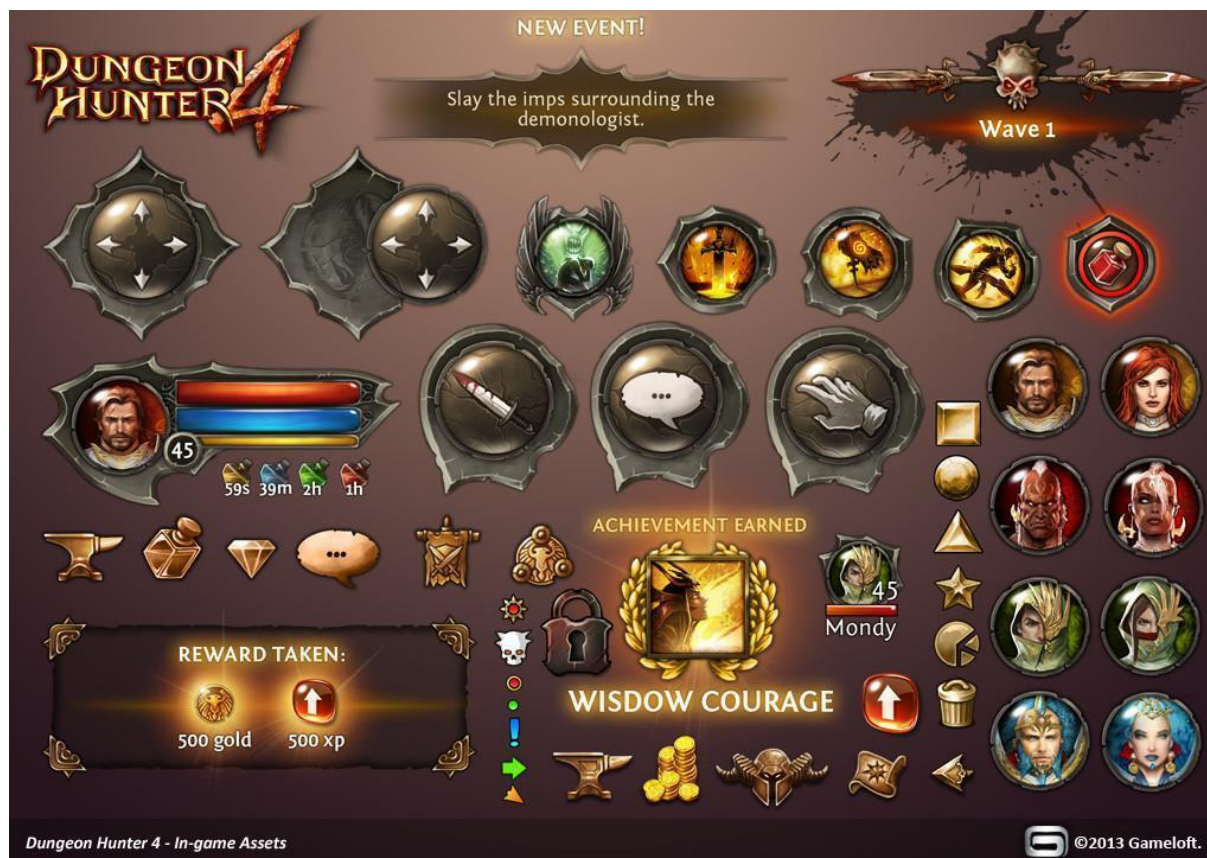 NEW EVENT!
DUNGEON
HUNTER 4
Slay the imps surrounding the
demonologist.
Wave 1
45
59s 39m 2h 1h
ACHIEVEMENT EARNED
45
Mondy
REWARD TAKEN:
500 gold 500 xp
WISDOW COURAGE
Dungeon Hunter 4 - In-game Assets
©2013 Gameloft.